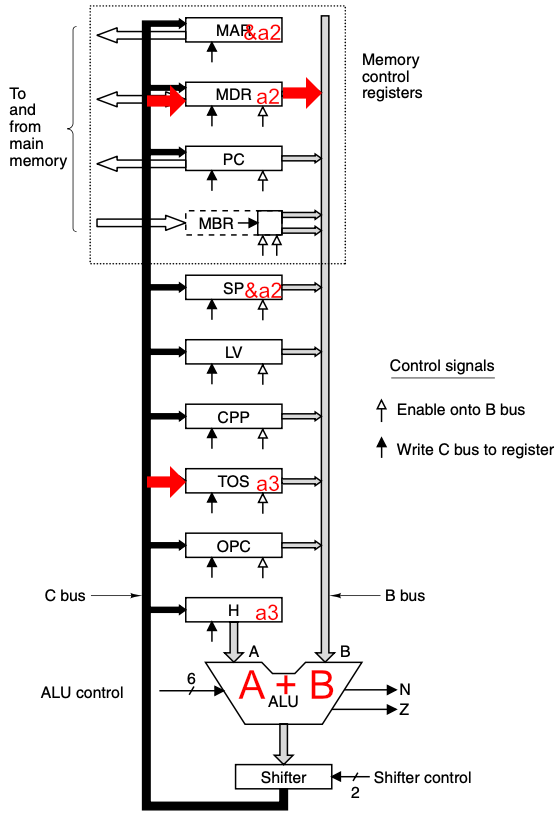 MAR &a2
To
and
from
main
memory
Memory
control
registers
MDR a2
PC
MBR
SP &a2
LV
Control signals
CPP
Enable onto B bus
Write C bus to register
TOS a3
OPC
C bus
B bus
H a3
A
B
A + B
ALU
ALU control
6
N
Z
Shifter
Shifter control
2